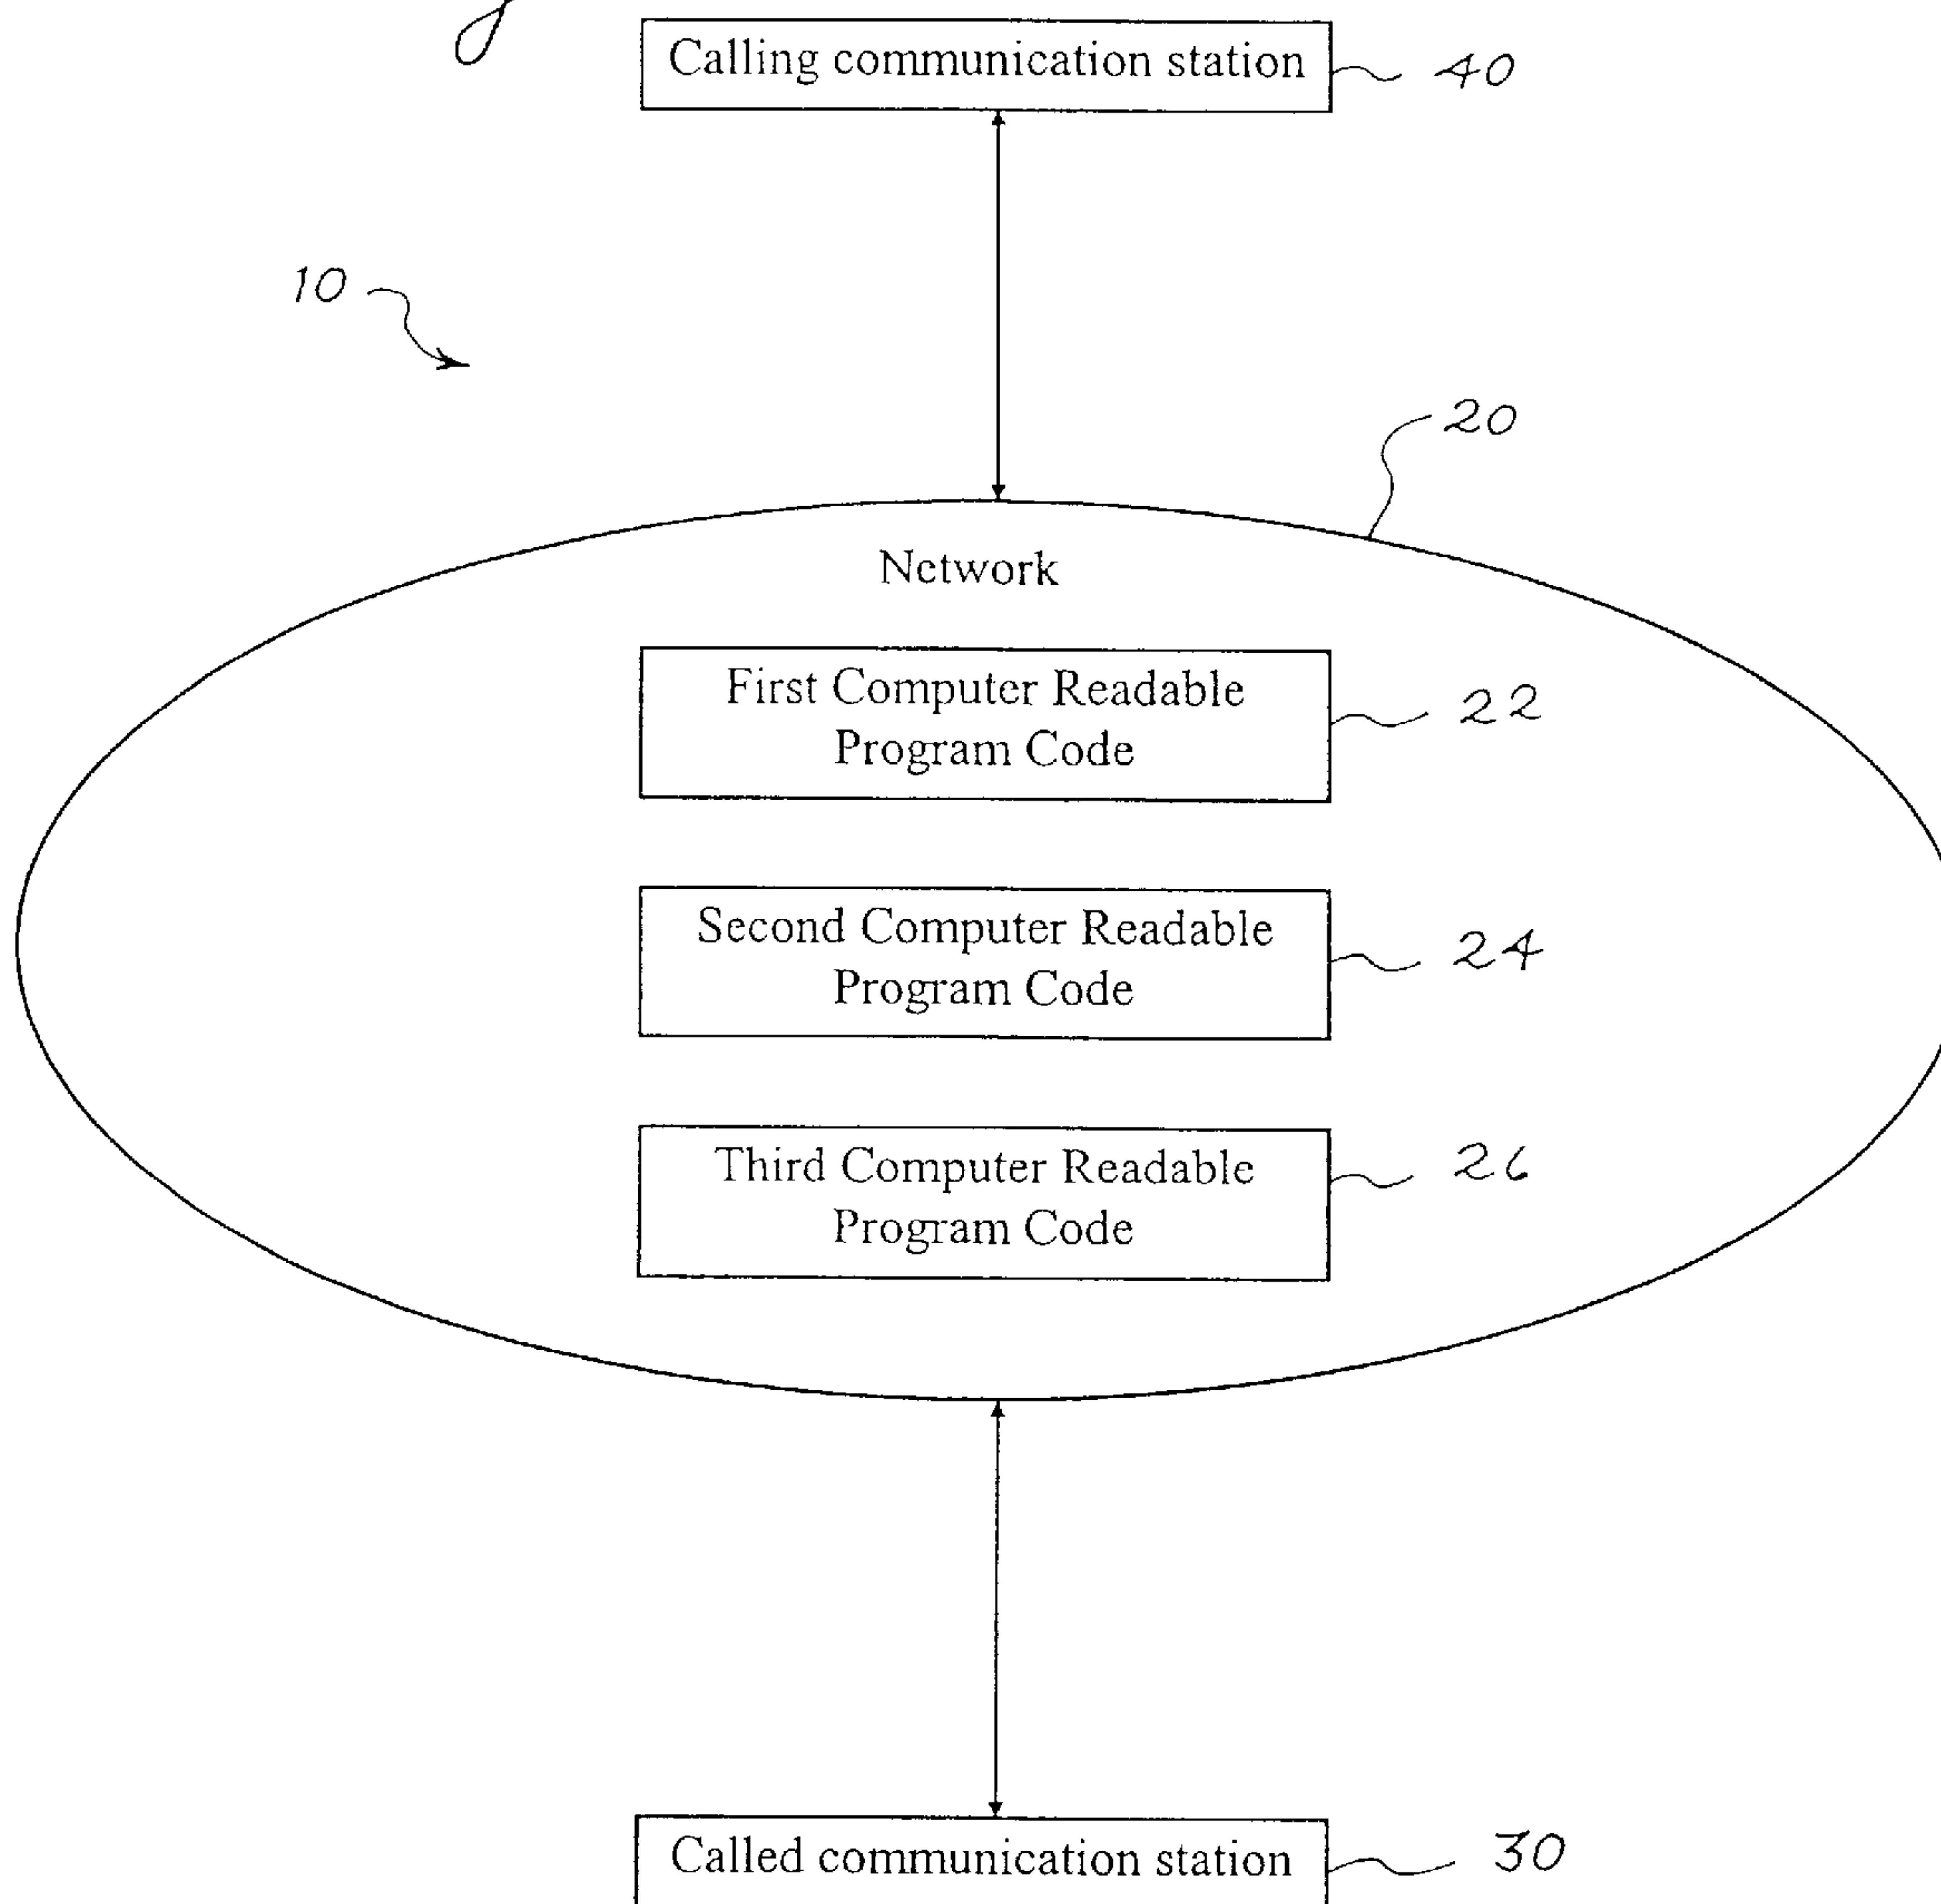 Calling communication station 40
10
20
Network
First Computer Readable
Program Code
22
Second Computer Readable
Program Code
24
Third Computer Readable
Program Code
26
Called communication station 30